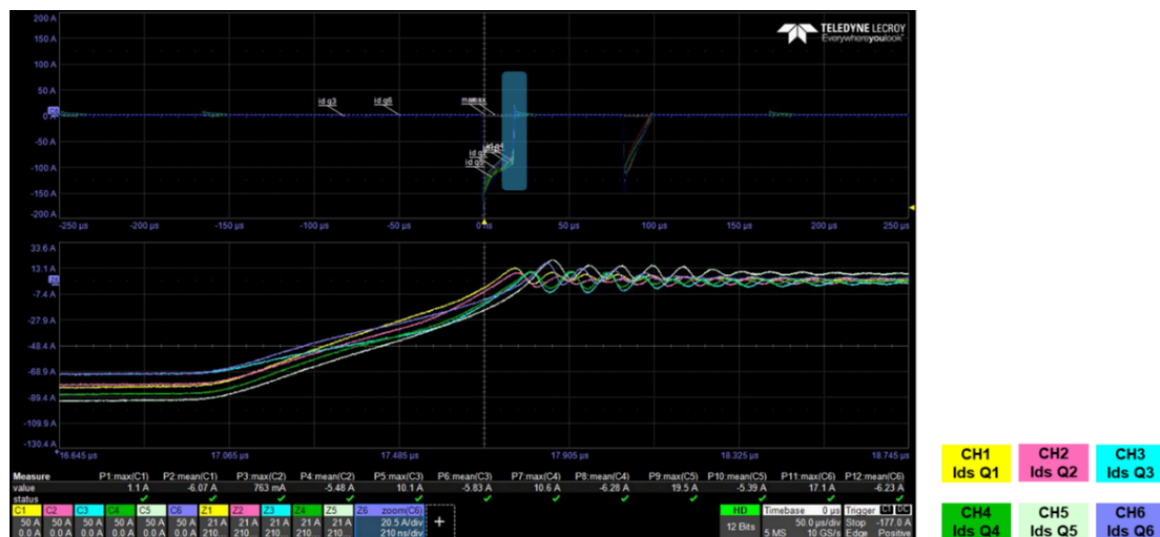 200 A
TELEDYNE LECROY
Everywhereyoulook
150 A
100 A
50 A
0 A
id q3
id q6
-50 A
-100 A
-150 A
-200 A
-250 µs
-150 µs
-100 µs
-50 µs
0 µs
50 µs
100 µs
150 µs
200 µs
250 µs
33.6 A
13.1 A
-7.4 A
-27.9 A
-48.4 A
-68.9 A
-89.4 A
-109.9 A
-130.4 A
16.645 µs
17.065 µs
17.485 µs
17.905 µs
18.325 µs
18.745 µs
Measure P1:max(C1) P2:mean(C1) P3:max(C2) P4:mean(C2) P5:max(C3) P6:mean(C3) P7:max(C4) P8:mean(C4) P9:max(C5) P10:mean(C5) P11:max(C6) P12:mean(C6)
value 1.1 A -6.07 A 763 mA -5.48 A 10.1 A -5.83 A 10.6 A -6.28 A 19.5 A -5.39 A 17.1 A -6.23 A
status
C1 C2 C3 C4 C5 C6 Z1 Z2 Z3 Z4 Z5 Z6 zoom(C6) HD Timebase 0 µs Trigger C1 DC
50 A 50 A 50 A 50 A 50 A 50 A 21 A 21 A 21 A 21 A 21 A 20.5 A/div 12 Bits 50.0 µs/div Stop -177.0 A
0.0 A 0.0 A 0.0 A 0.0 A 0.0 A 0.0 A 210... 210... 210... 210... 210... 210 ns/div 5 MS 10 GS/s Edge Positive
CH1 CH2 CH3
Ids Q1 Ids Q2 Ids Q3
CH4 CH5 CH6
Ids Q4 Ids Q5 Ids Q6